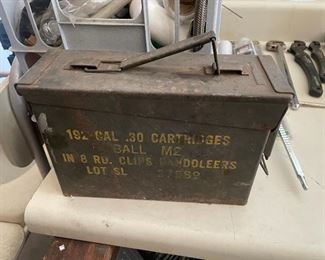 192 CAL .30 CARTRIDGES
BALL M2
IN 8 RD. CLIPS BANDOLEERS
LOT SL